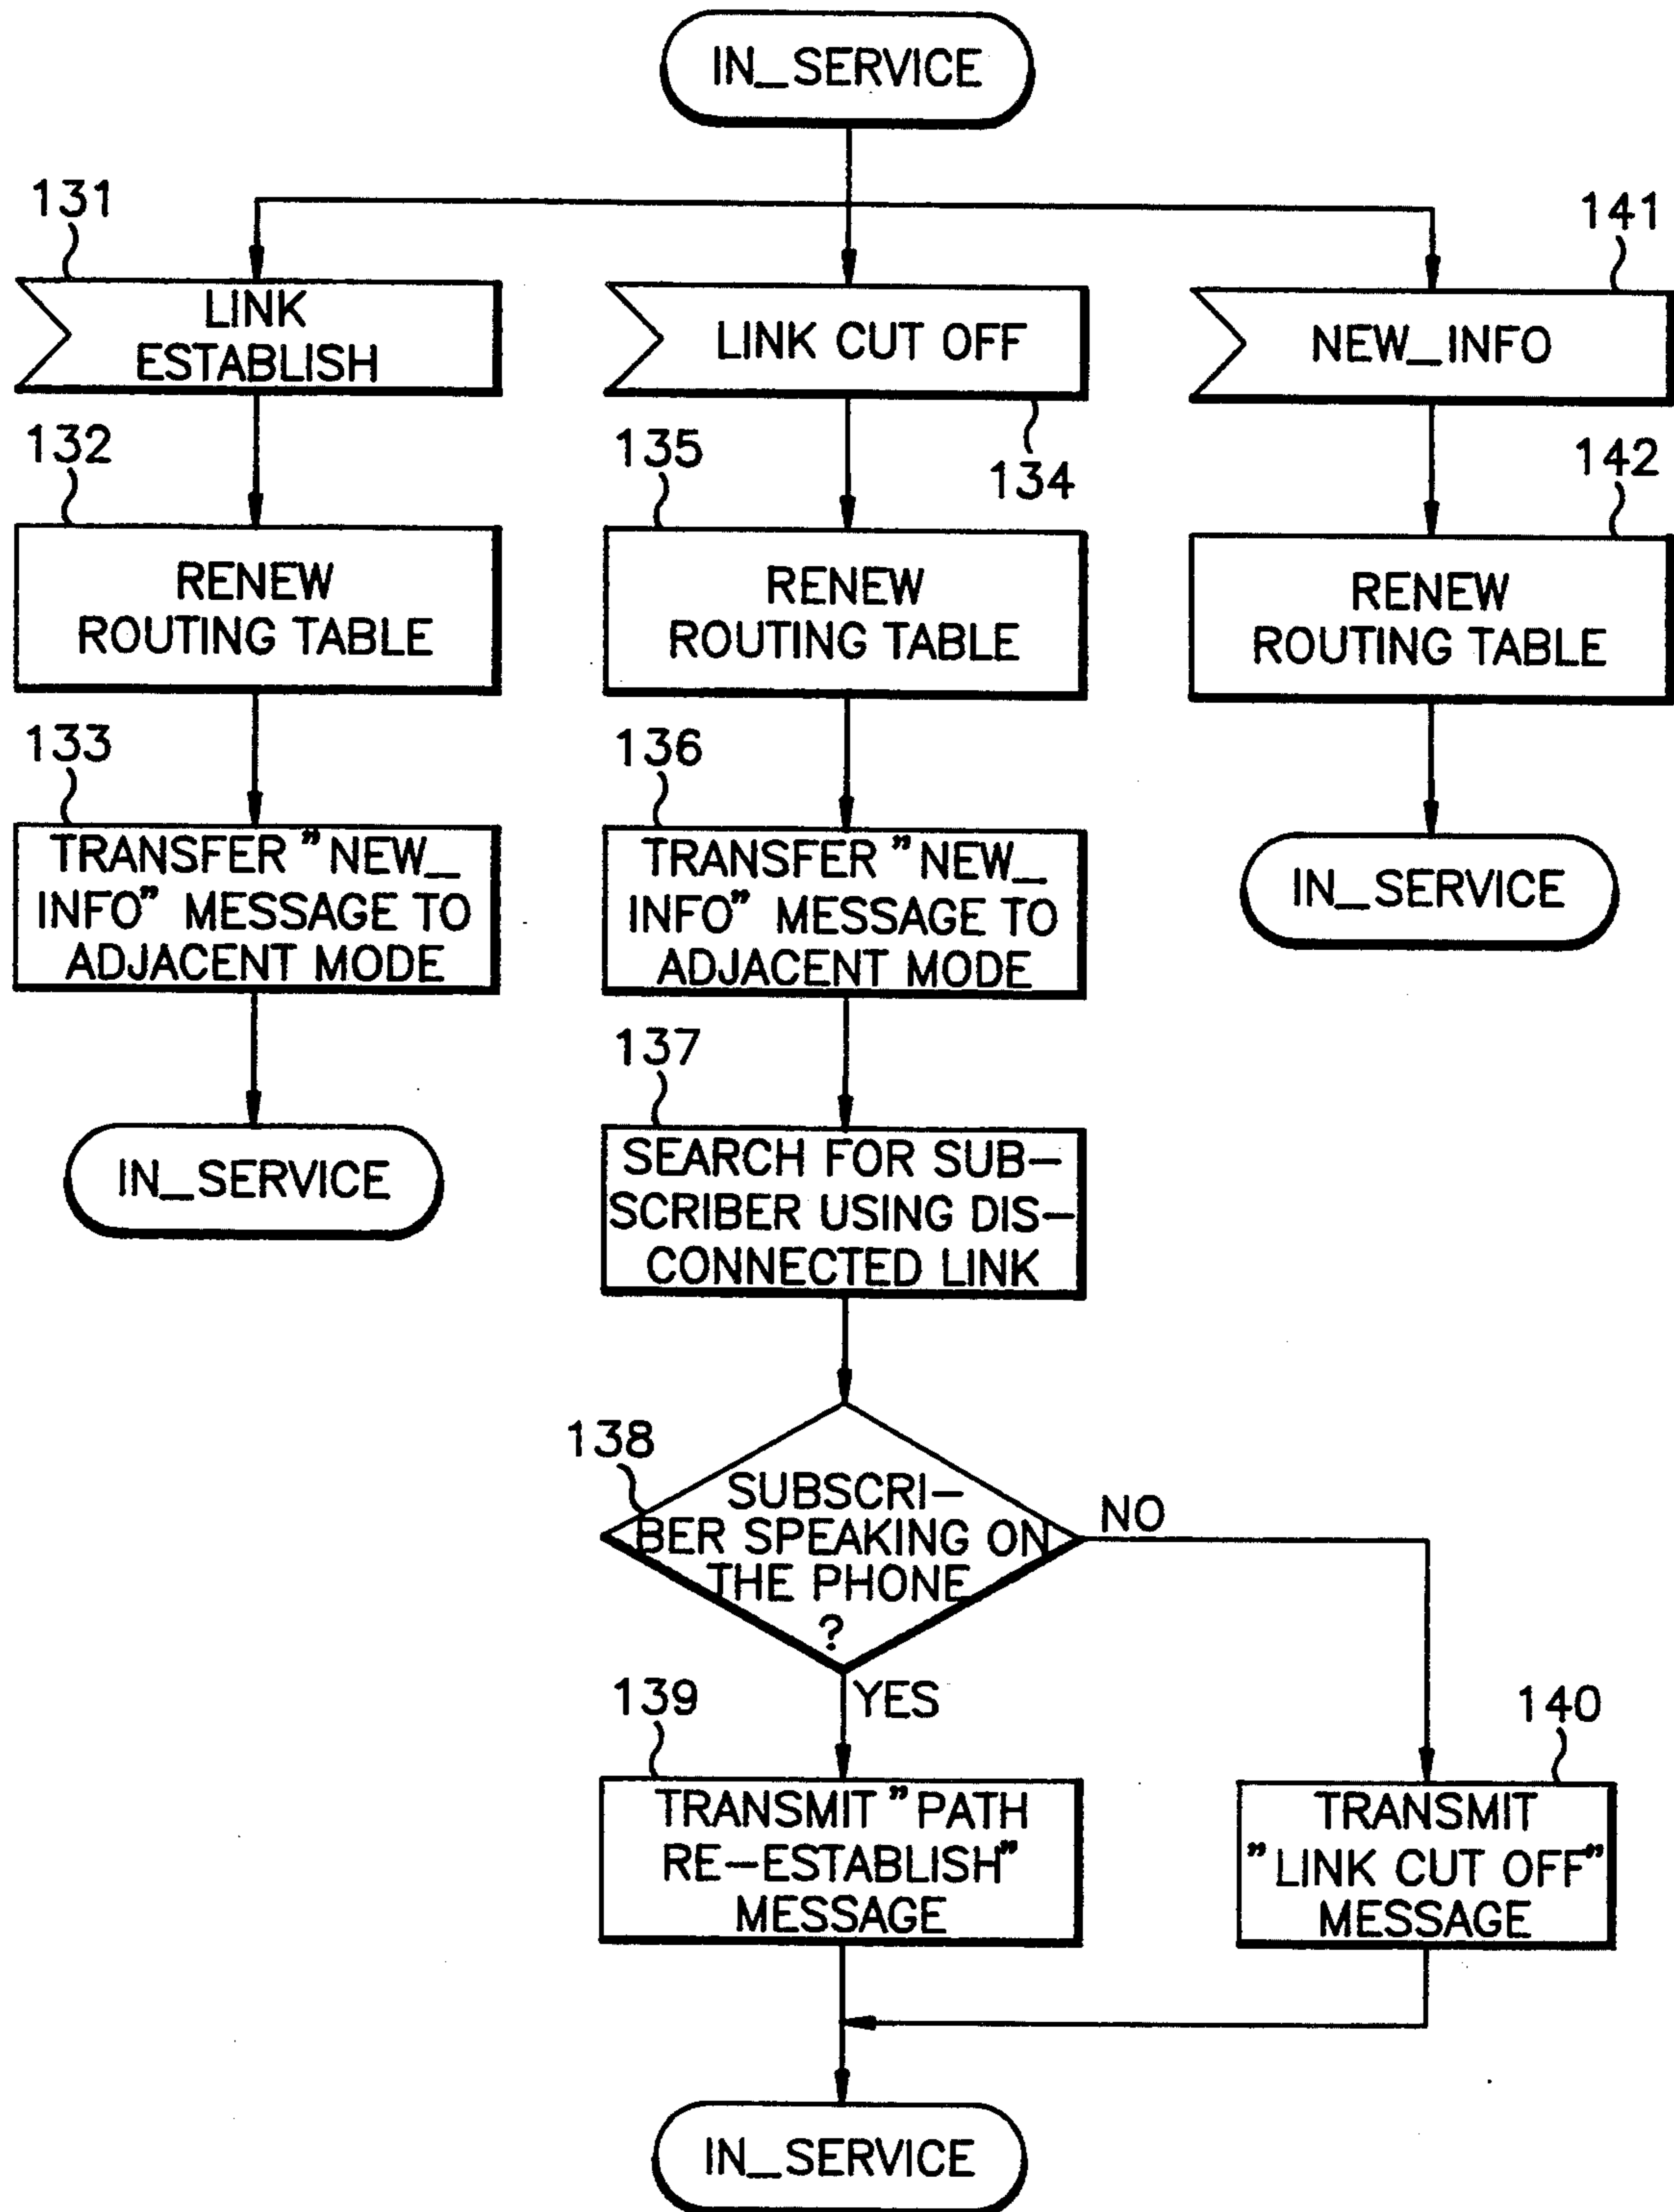 IN_SERVICE
131
LINK
ESTABLISH
132
RENEW
ROUTING TABLE
133
TRANSFER "NEW_
INFO" MESSAGE TO
ADJACENT MODE
IN_SERVICE
LINK CUT OFF
134
135
RENEW
ROUTING TABLE
136
TRANSFER "NEW_
INFO" MESSAGE TO
ADJACENT MODE
137
SEARCH FOR SUB-
SCRIBER USING DIS-
CONNECTED LINK
138
SUBSCRI-
BER SPEAKING ON
THE PHONE
?
NO
YES
139
TRANSMIT "PATH
RE-ESTABLISH"
MESSAGE
140
TRANSMIT
"LINK CUT OFF"
MESSAGE
IN_SERVICE
141
NEW_INFO
142
RENEW
ROUTING TABLE
IN_SERVICE